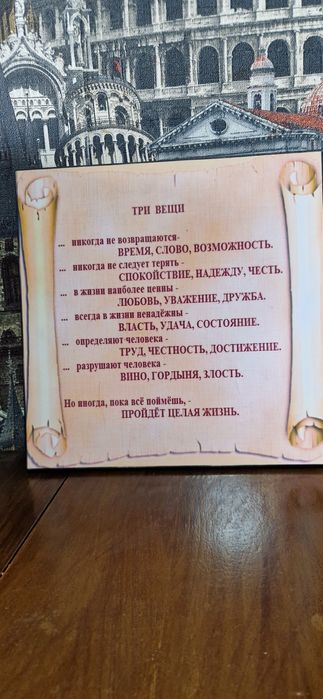 ТРИ ВЕЩИ
... никогда не возвращаются-
ВРЕМЯ, СЛОВО, ВОЗМОЖНОСТЬ.
... никогда не следует терять -
СПОКОЙСТВИЕ, НАДЕЖДУ, ЧЕСТЬ.
... в жизни наиболее ценны -
ЛЮБОВЬ, УВАЖЕНИЕ, ДРУЖБА.
... всегда в жизни ненадёжны -
ВЛАСТЬ, УДАЧА, СОСТОЯНИЕ.
... определяют человека -
ТРУД, ЧЕСТНОСТЬ, ДОСТИЖЕНИЕ.
... разрушают человека -
ВИНО, ГОРДЫНЯ, ЗЛОСТЬ.
Но иногда, пока всё поймёшь, -
ПРОЙДЁТ ЦЕЛАЯ ЖИЗНЬ.